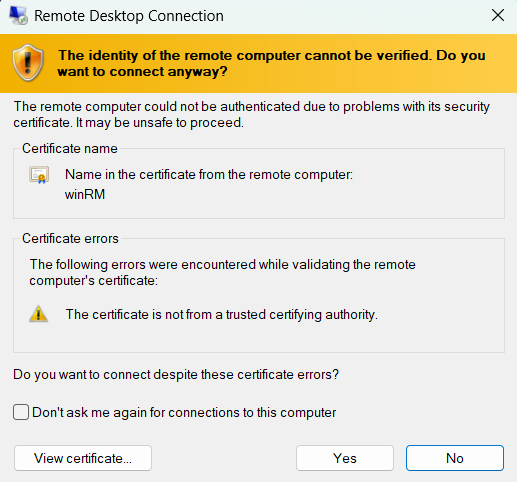 Remote Desktop Connection
The identity of the remote computer cannot be verified. Do you
want to connect anyway?
The remote computer could not be authenticated due to problems with its security
certificate. It may be unsafe to proceed.
Certificate name
Name in the certificate from the remote computer:
winRM
Certificate errors
The following errors were encountered while validating the remote
computer's certificate:
The certificate is not from a trusted certifying authority.
Do you want to connect despite these certificate errors?
Don't ask me again for connections to this computer
View certificate...
Yes
No